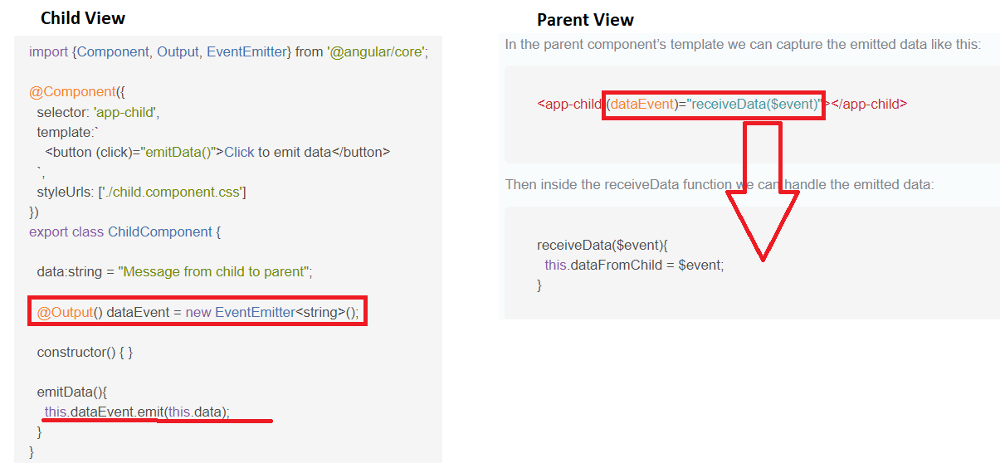 Child View
import {Component, Output, EventEmitter} from '@angular/core';
@Component({
selector: 'app-child',
template:`
<button (click)="emitData()">Click to emit data</button>
`,
styleUrls: ['./child.component.css']
})
export class ChildComponent {
data:string = "Message from child to parent";
@Output() dataEvent = new EventEmitter<string>();
constructor() { }
emitData(){
this.dataEvent.emit(this.data);
}
}
Parent View
In the parent component’s template we can capture the emitted data like this:
<app-child (dataEvent)="receiveData($event)"></app-child>
Then inside the receiveData function we can handle the emitted data:
receiveData($event){
this.dataFromChild = $event;
}